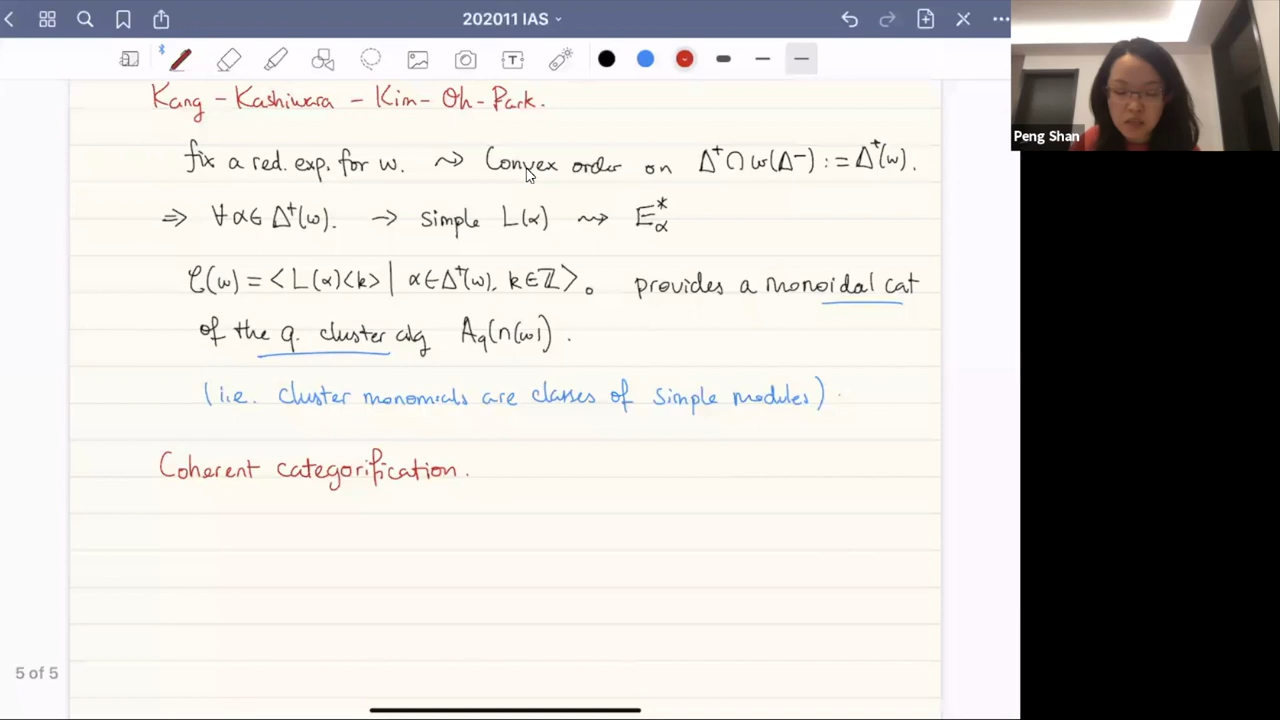 202011 IAS
Peng Shan
Kang - Kashiwara - Kim - Oh - Park.
fix a red. exp. for w. ⇝ Convex order on Δ⁺∩w(Δ⁻) := Δ⁺(w).
⇒ ∀α∈Δ⁺(w). → simple L(α) ⇝ E*_α
C(w) = <L(α)<k> | α∈Δ⁺(w), k∈ℤ>。 provides a monoidal cat
of the q. cluster alg A_q(n(w)).
(i.e. cluster monomials are classes of simple modules).
Coherent categorification.
5 of 5